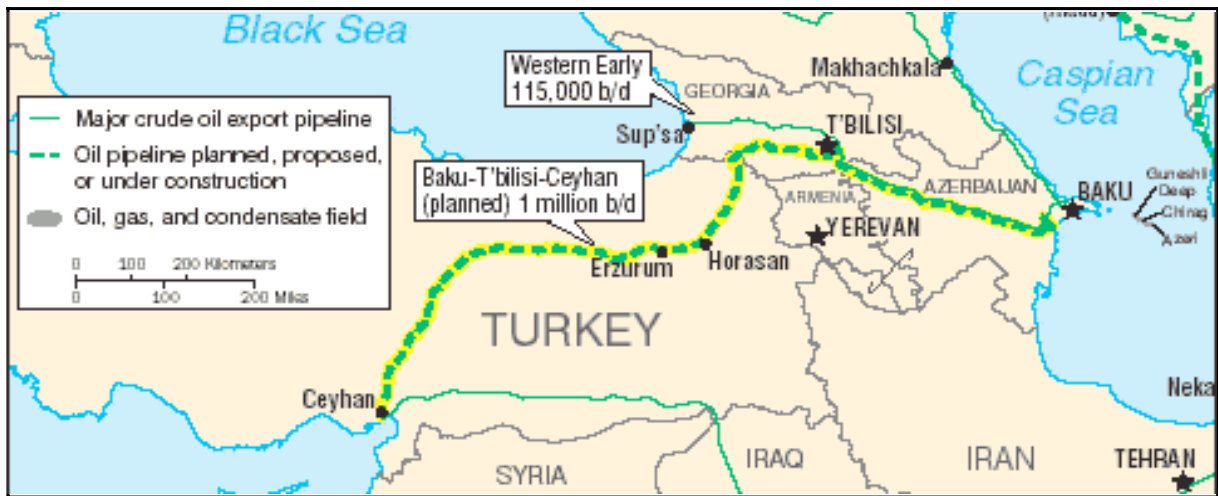 Black Sea
Western Early
115,000 b/d
GEORGIA
Makhachkala
Caspian
Sea
Major crude oil export pipeline
Oil pipeline planned, proposed,
or under construction
Oil, gas, and condensate field
0 100 200 Kilometers
0 100 200 Miles
Sup'sa
T'BILISI
Baku-T'bilisi-Ceyhan
(planned) 1 million b/d
ARMENIA
AZERBAIJAN
BAKU
Guneshli
Deep
Chirag
Azeri
YEREVAN
Erzurum
Horasan
TURKEY
Ceyhan
Neka
SYRIA
IRAQ
IRAN
TEHRAN